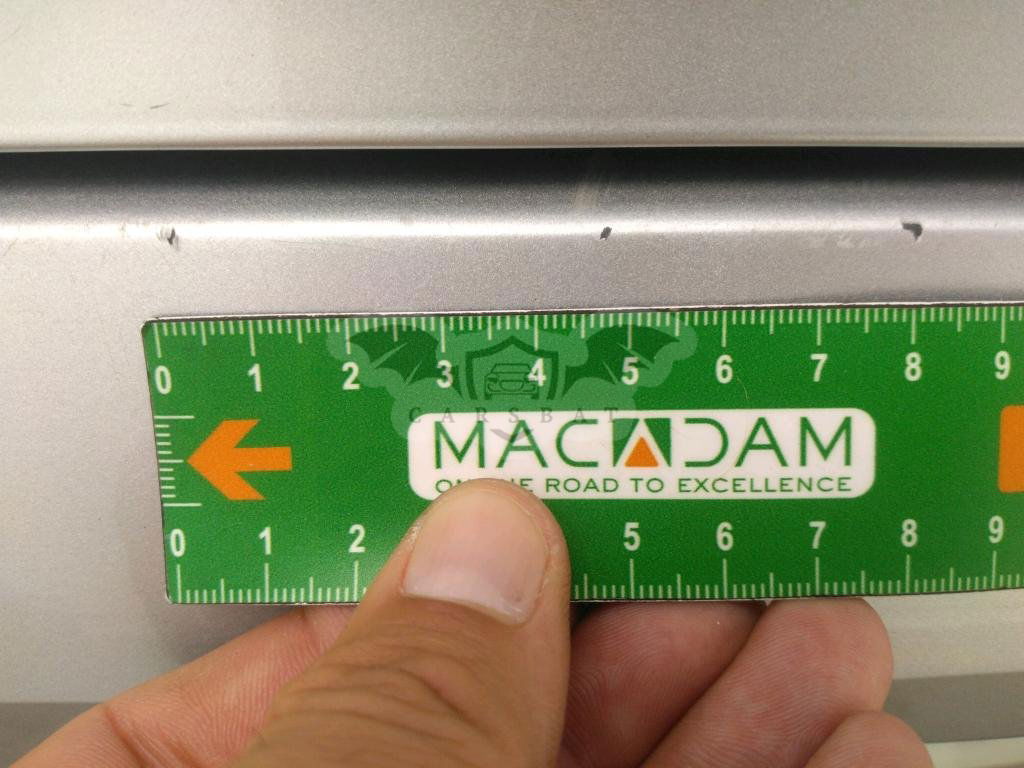 0 1 2 3 4 5 6 7 8 9
CARSBAT
MACADAM
ROAD TO EXCELLENCE
0 1 2 5 6 7 8 9